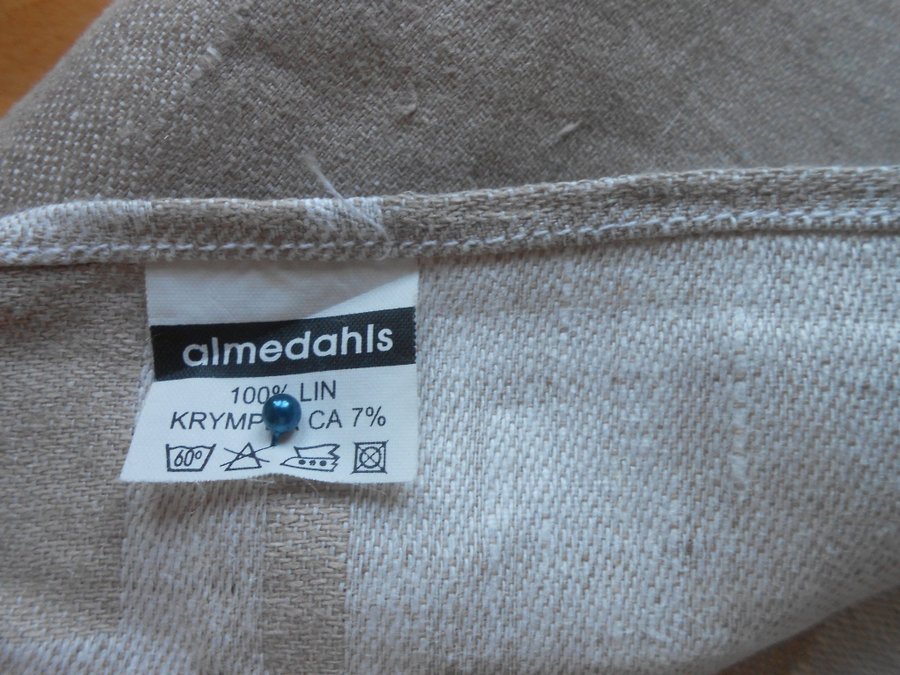 almedahls
100% LIN
KRYMP CA 7%
60°